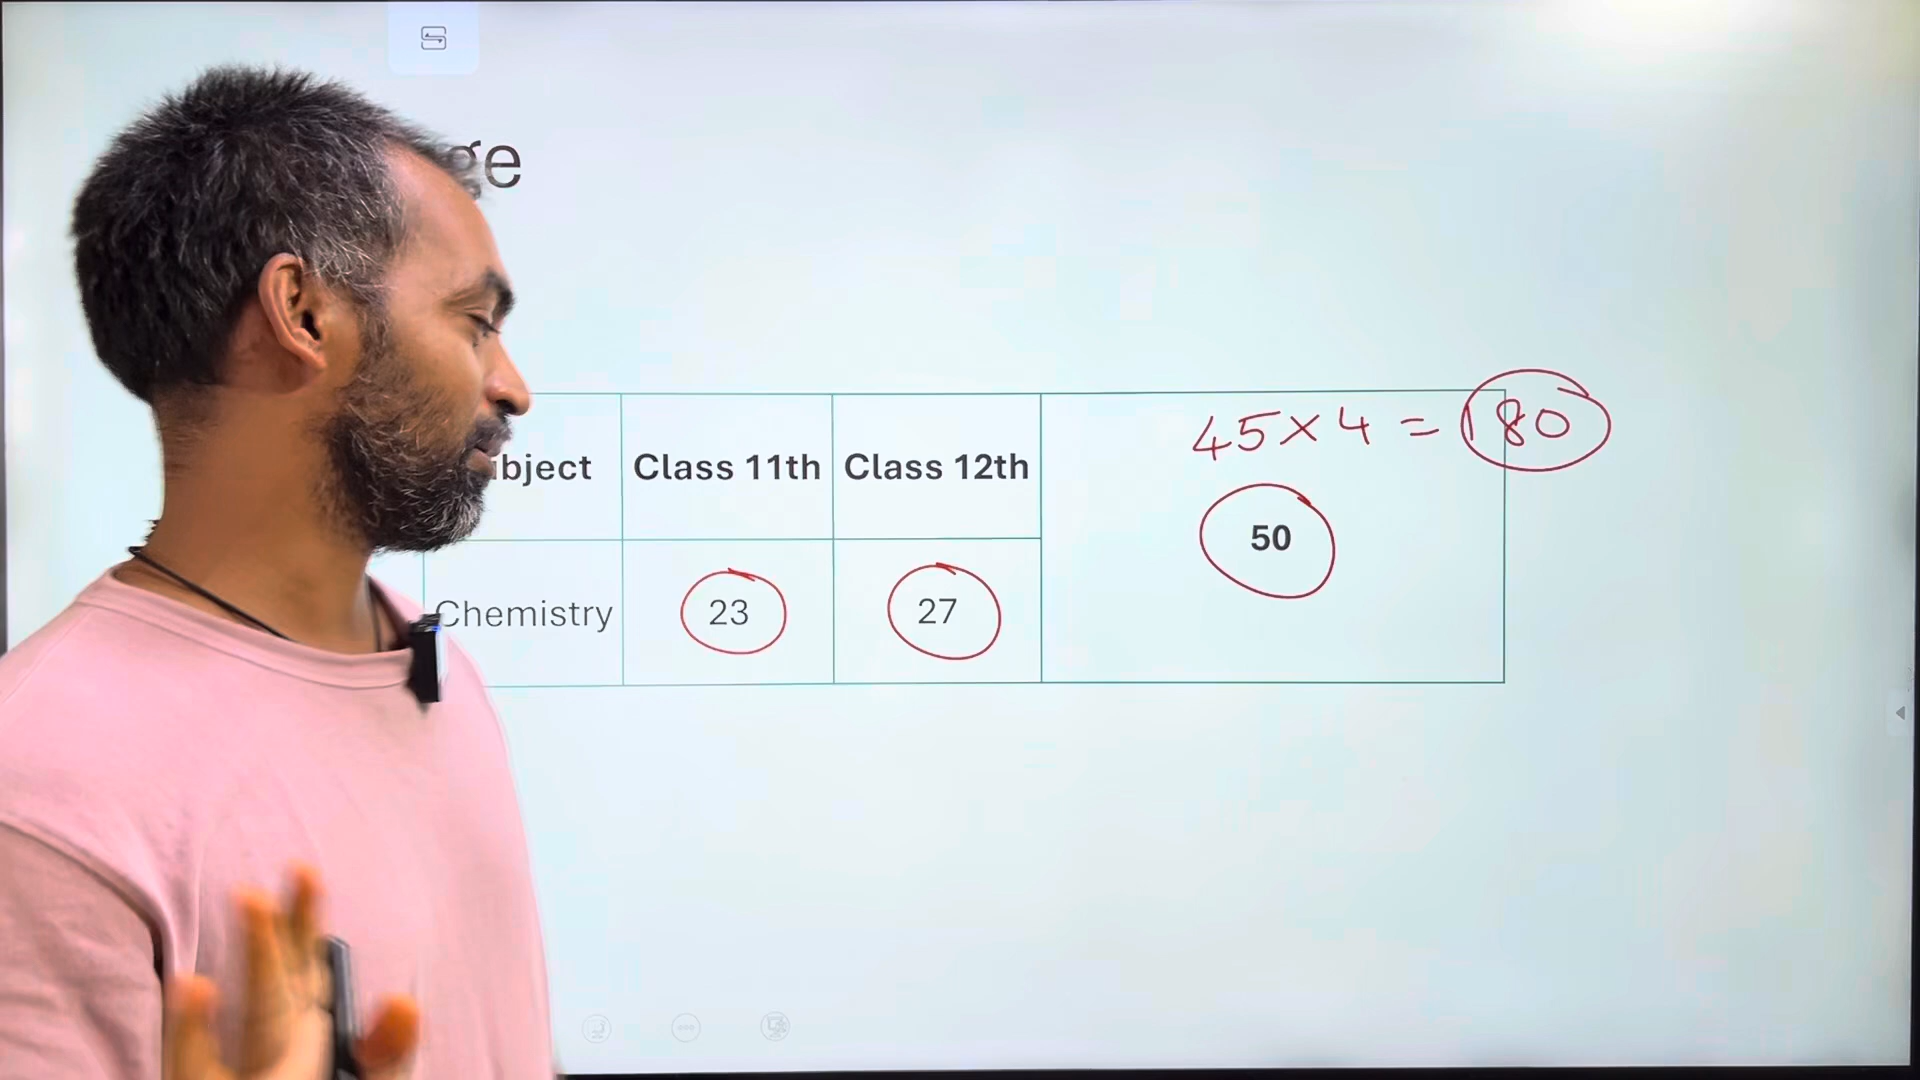 ge
bject Class 11th Class 12th 45 x 4 = 180
50
Chemistry 23 27